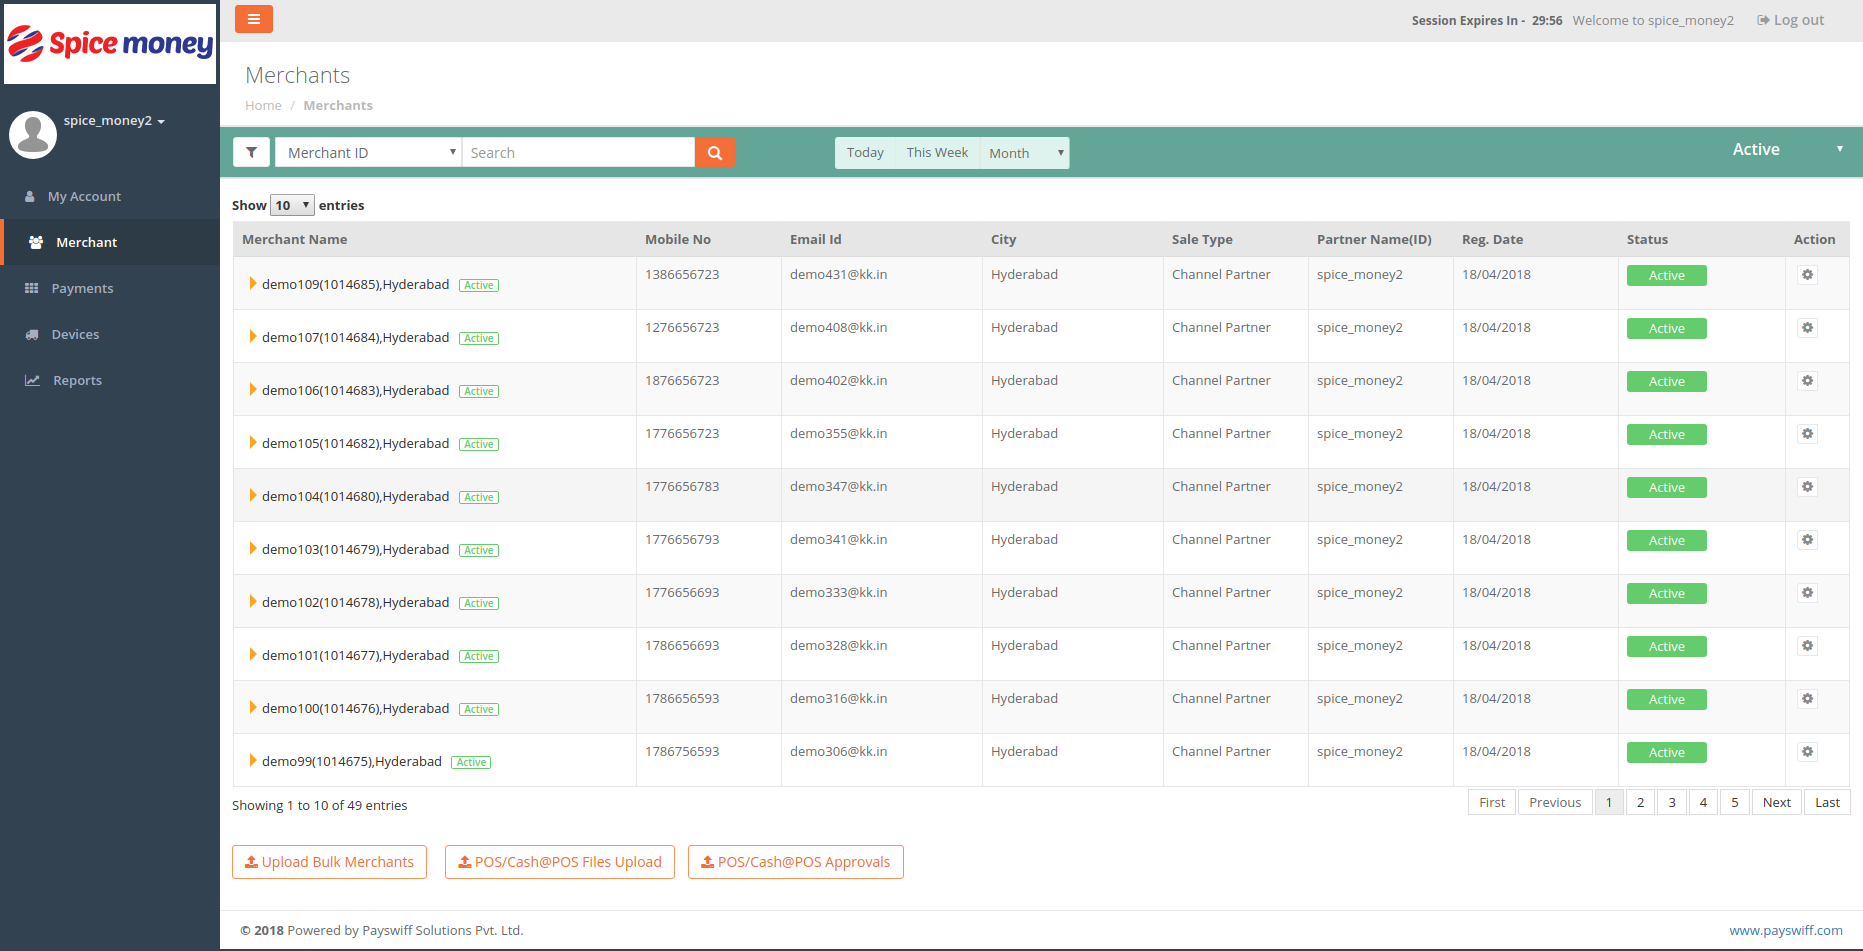 Spice money
Session Expires In - 29:56 Welcome to spice_money2 Log out
Merchants
Home / Merchants
spice_money2
My Account
Merchant
Payments
Devices
Reports
Merchant ID Search Today This Week Month Active
Show 10 entries
Merchant Name Mobile No Email Id City Sale Type Partner Name(ID) Reg. Date Status Action
demo109(1014685),Hyderabad Active 1386656723 demo431@kk.in Hyderabad Channel Partner spice_money2 18/04/2018 Active
demo107(1014684),Hyderabad Active 1276656723 demo408@kk.in Hyderabad Channel Partner spice_money2 18/04/2018 Active
demo106(1014683),Hyderabad Active 1876656723 demo402@kk.in Hyderabad Channel Partner spice_money2 18/04/2018 Active
demo105(1014682),Hyderabad Active 1776656723 demo355@kk.in Hyderabad Channel Partner spice_money2 18/04/2018 Active
demo104(1014680),Hyderabad Active 1776656783 demo347@kk.in Hyderabad Channel Partner spice_money2 18/04/2018 Active
demo103(1014679),Hyderabad Active 1776656793 demo341@kk.in Hyderabad Channel Partner spice_money2 18/04/2018 Active
demo102(1014678),Hyderabad Active 1776656693 demo333@kk.in Hyderabad Channel Partner spice_money2 18/04/2018 Active
demo101(1014677),Hyderabad Active 1786656693 demo328@kk.in Hyderabad Channel Partner spice_money2 18/04/2018 Active
demo100(1014676),Hyderabad Active 1786656593 demo316@kk.in Hyderabad Channel Partner spice_money2 18/04/2018 Active
demo99(1014675),Hyderabad Active 1786756593 demo306@kk.in Hyderabad Channel Partner spice_money2 18/04/2018 Active
Showing 1 to 10 of 49 entries First Previous 1 2 3 4 5 Next Last
Upload Bulk Merchants POS/Cash@POS Files Upload POS/Cash@POS Approvals
© 2018 Powered by Payswiff Solutions Pvt. Ltd. www.payswiff.com